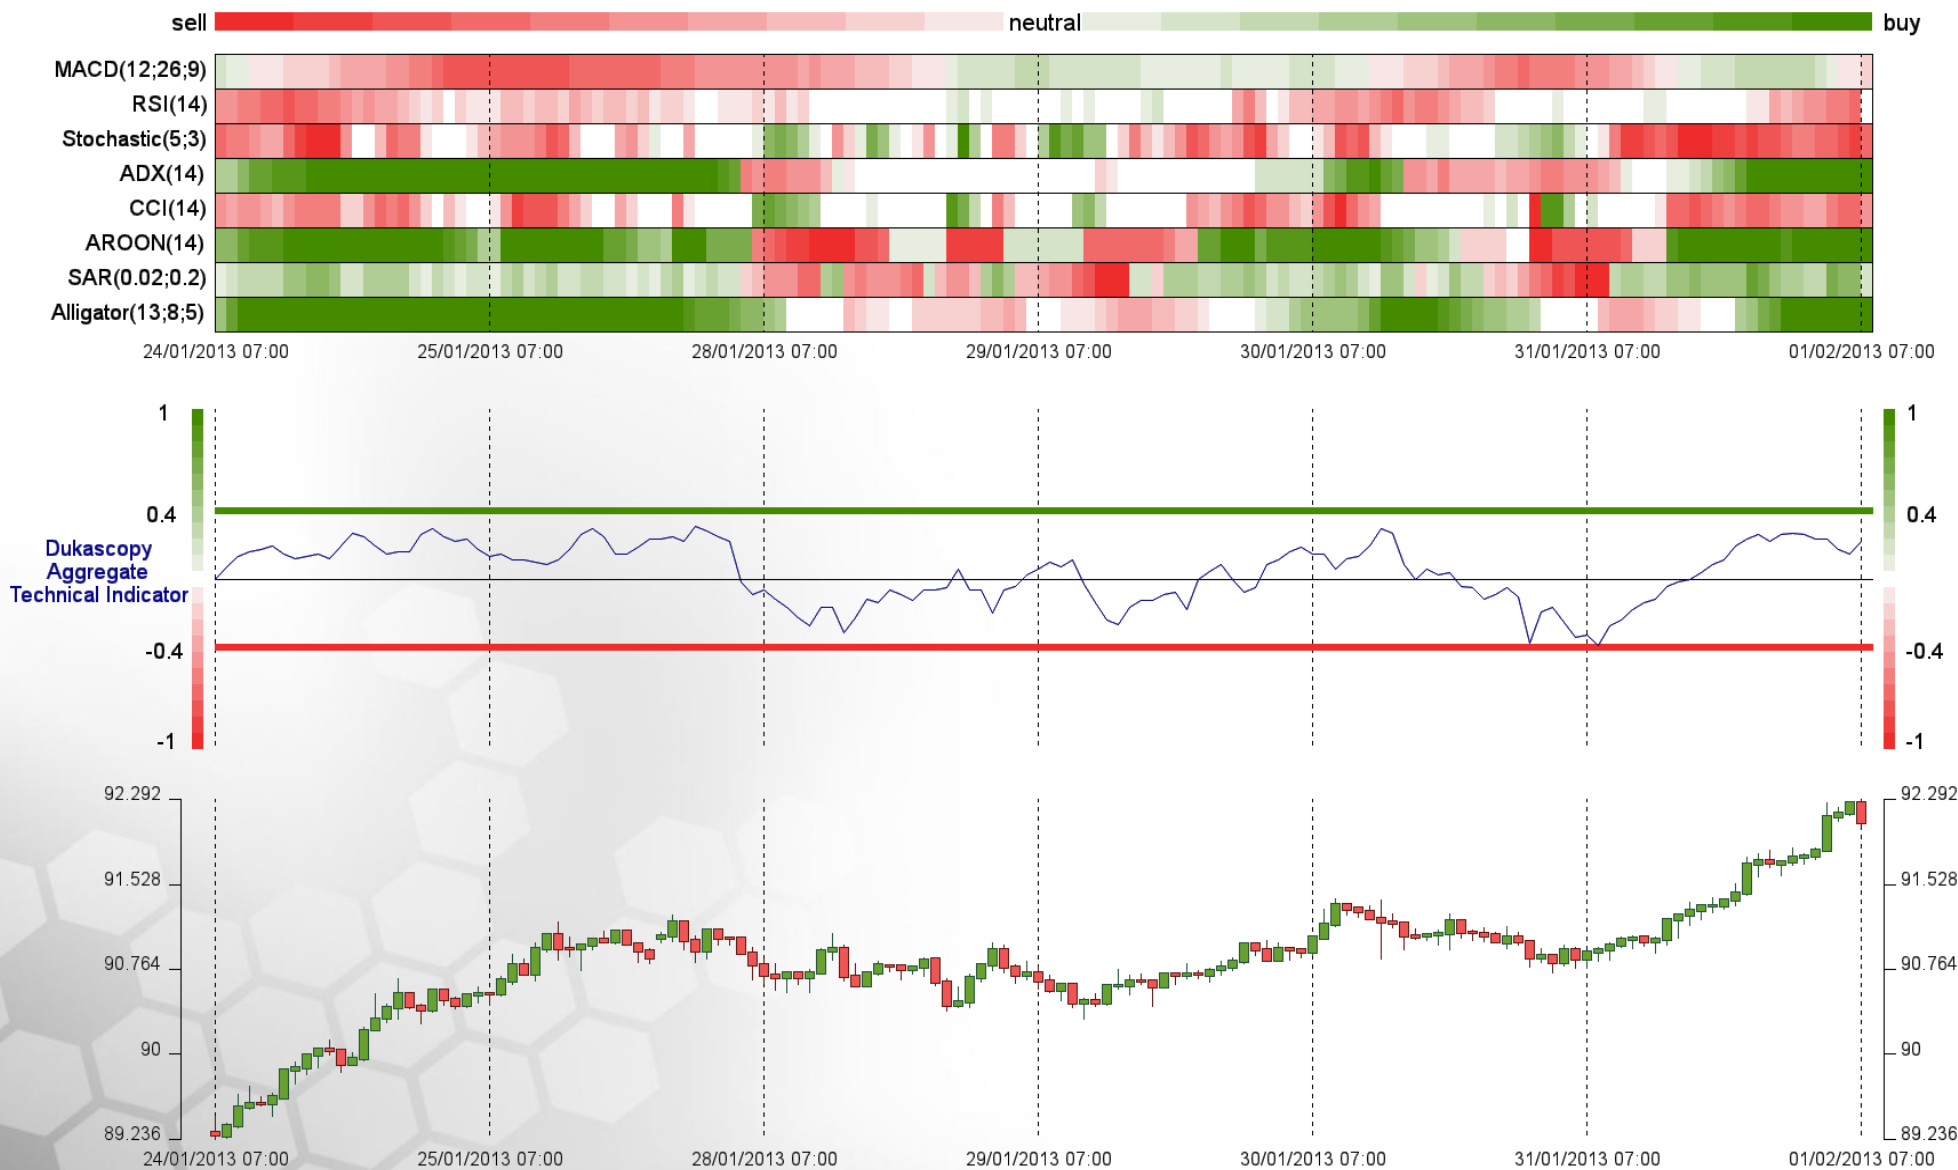 sell neutral buy
MACD(12;26;9)
RSI(14)
Stochastic(5;3)
ADX(14)
CCI(14)
AROON(14)
SAR(0.02;0.2)
Alligator(13;8;5)
24/01/2013 07:00 25/01/2013 07:00 28/01/2013 07:00 29/01/2013 07:00 30/01/2013 07:00 31/01/2013 07:00 01/02/2013 07:00
1 1
0.4 0.4
Dukascopy
Aggregate
Technical Indicator
-0.4 -0.4
-1 -1
92.292 92.292
91.528 91.528
90.764 90.764
90 90
89.236 89.236
24/01/2013 07:00 25/01/2013 07:00 28/01/2013 07:00 29/01/2013 07:00 30/01/2013 07:00 31/01/2013 07:00 01/02/2013 07:00